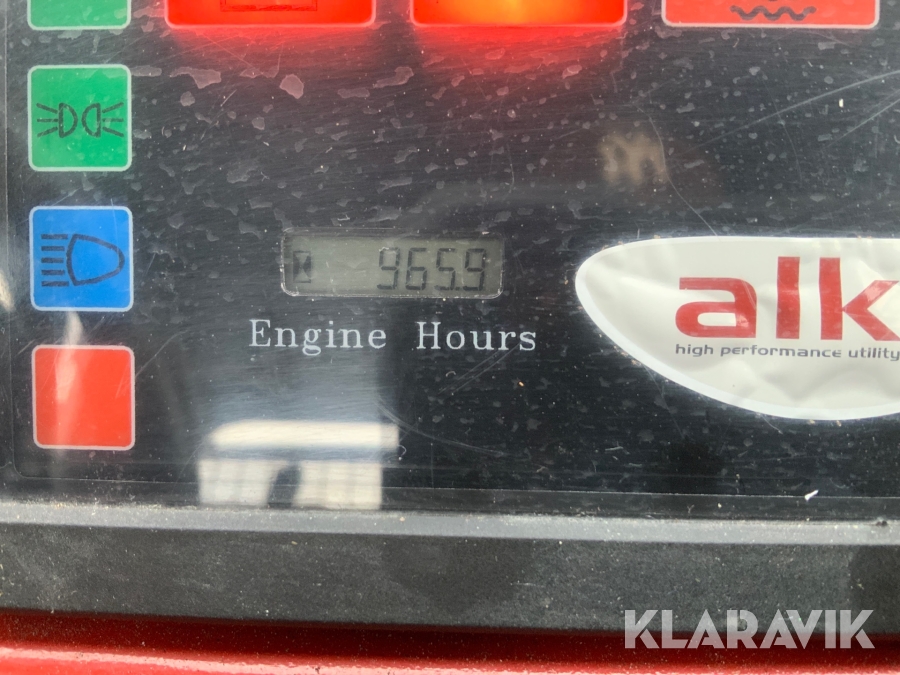 965.9
Engine Hours
alk
high performance utility
KLARAVIK